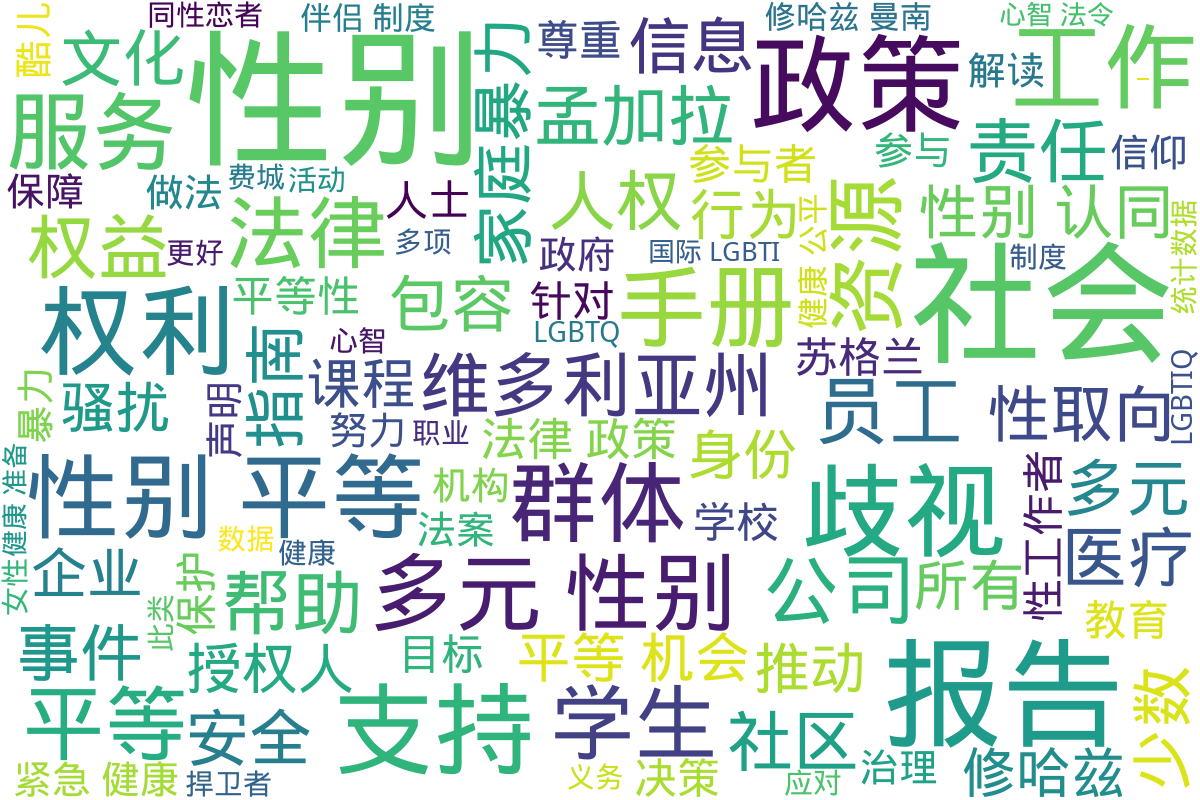 酷儿
同性恋者
伴侣 制度
修哈兹 曼南
心智 法令
文化
性别
家庭暴力
尊重
信息
政策
解读
工作
服务
孟加拉
参与者
参与
责任
信仰
保障
做法
费城
活动
人士
人权
行为
健康 公平
资源
性别 认同
统计数据
权益
更好
法律
多项
政府
国际 LGBTI
制度
社会
权利
平等性
包容
针对
手册
LGBTQ
心智
指南
课程
维多利亚州
苏格兰
LGBTQ
暴力
骚扰
声明
努力
职业
法律 政策
身份
员工
性取向
女性健康 准备
性别 平等
机构
群体
学校
歧视
性工作者
多元
数据
法案
健康
企业
此类
保护
帮助
多元 性别
公司
所有
医疗
教育
事件
授权人
目标
平等 机会
推动
报告
少数
平等
安全
支持
学生
社区
治理
修哈兹
紧急 健康
捍卫者
义务
决策
应对